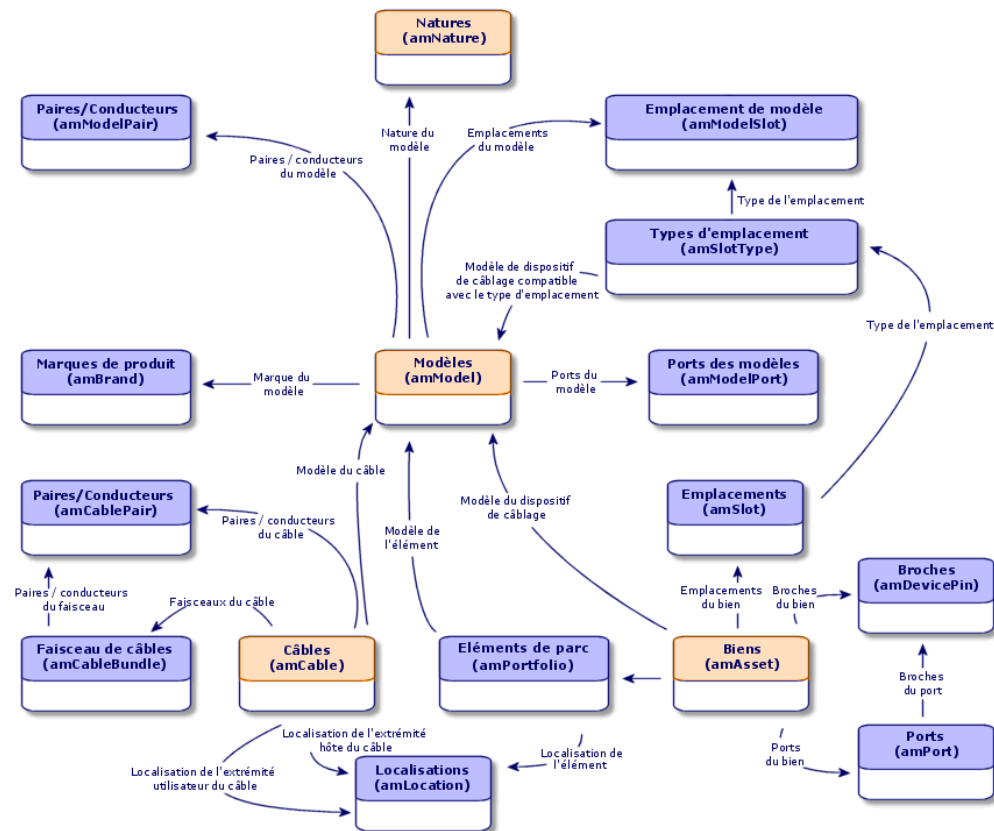 Natures
(amNature)
Paires/Conducteurs
(amModelPair)
Emplacement de modèle
(amModelSlot)
Nature du
modèle
Emplacements
du modèle
Paires / conducteurs
du modèle
Type de l'emplacement
Types d'emplacement
(amSlotType)
Modèle de dispositif
de câblage compatible
avec le type d'emplacement
Type de l'emplacement
Marques de produit
(amBrand)
Marque du
modèle
Modèles
(amModel)
Ports du
modèle
Ports des modèles
(amModelPort)
Modèle du câble
Paires/Conducteurs
(amCablePair)
Paires / conducteurs
du câble
Modèle de
l'élément
Modèle du dispositif
de câblage
Emplacements
(amSlot)
Paires / conducteurs
du faisceau
Faisceaux du câble
Emplacements
du bien
Broches
du bien
Broches
(amDevicePin)
Faisceau de câbles
(amCableBundle)
Câbles
(amCable)
Eléments de parc
(amPortfolio)
Biens
(amAsset)
Broches
du port
Localisation de l'extrémité
hôte du câble
Localisation de l'extrémité
utilisateur du câble
Localisations
(amLocation)
Localisation de
l'élément
Ports
du bien
Ports
(amPort)